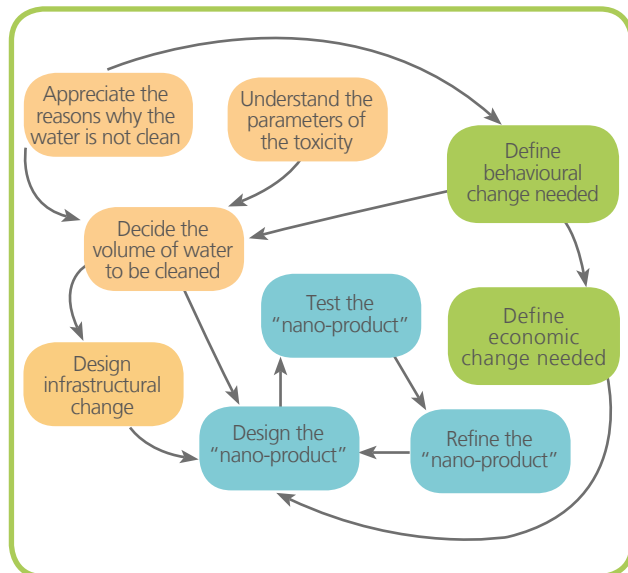 Appreciate the
reasons why the
water is not clean
Understand the
parameters of
the toxicity
Define
behavioural
change needed
Decide the
volume of water
to be cleaned
Test the
“nano-product”
Define
economic
change needed
Design
infrastructural
change
Design the
“nano-product”
Refine the
“nano-product”